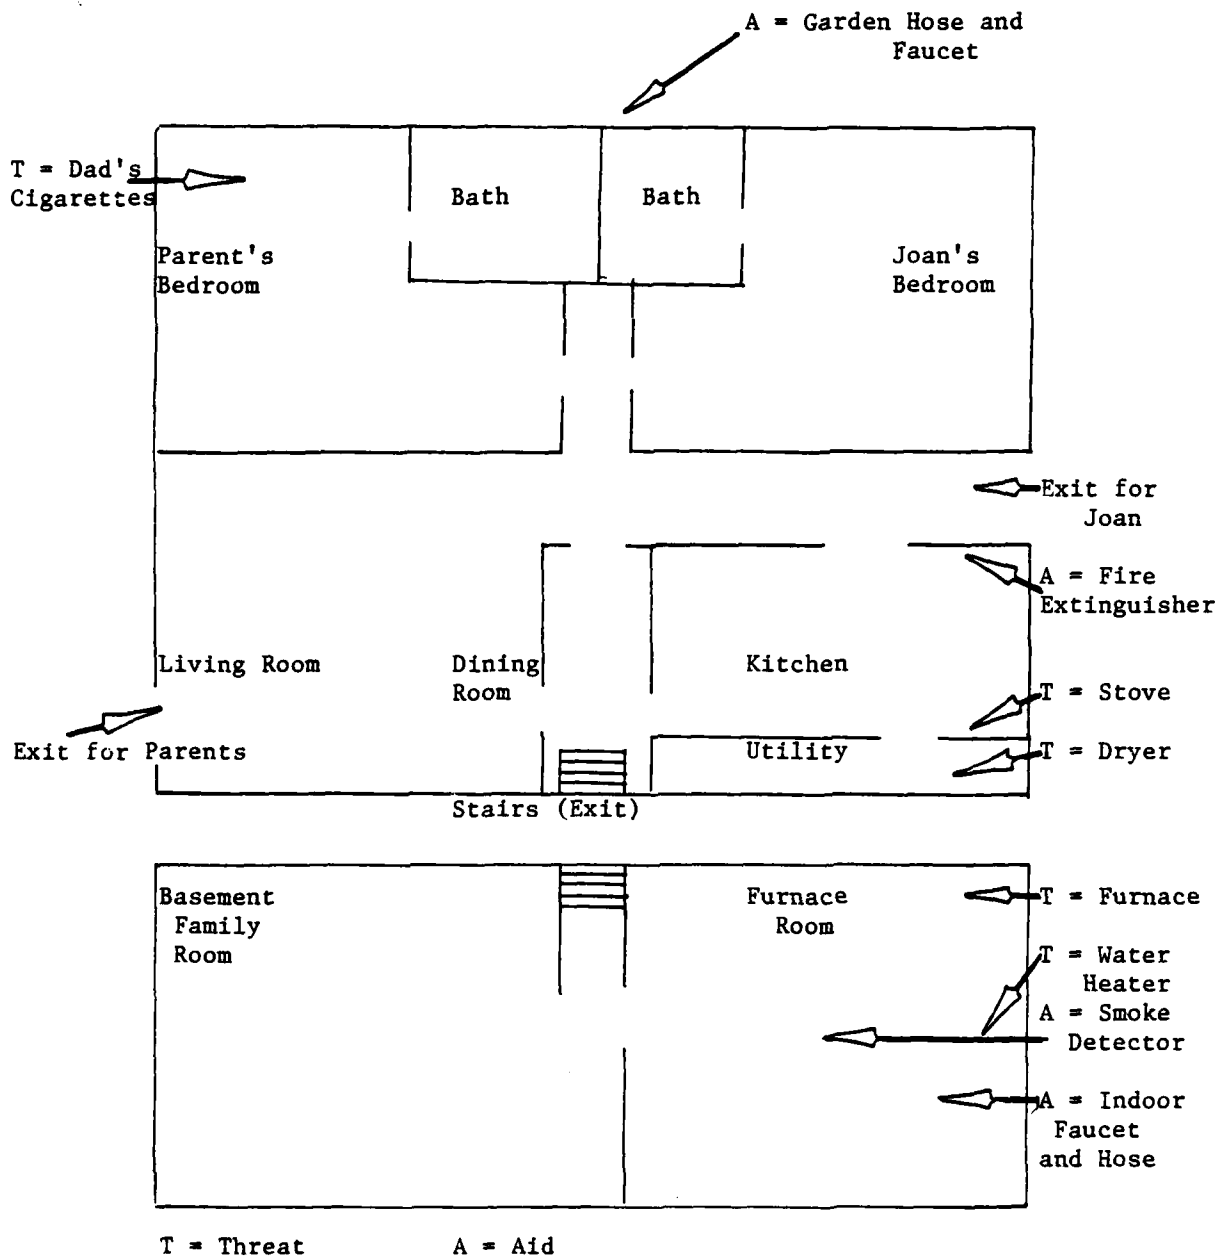 A = Garden Hose and
Faucet
T = Dad's
Cigarettes
Bath
Bath
Parent's
Bedroom
Joan's
Bedroom
Exit for
Joan
A = Fire
Extinguisher
Living Room
Dining
Room
Kitchen
T = Stove
Exit for Parents
Utility
T = Dryer
Stairs (Exit)
Basement
Family
Room
Furnace
Room
T = Furnace
T = Water
Heater
A = Smoke
Detector
A = Indoor
Faucet
and Hose
T = Threat
A = Aid